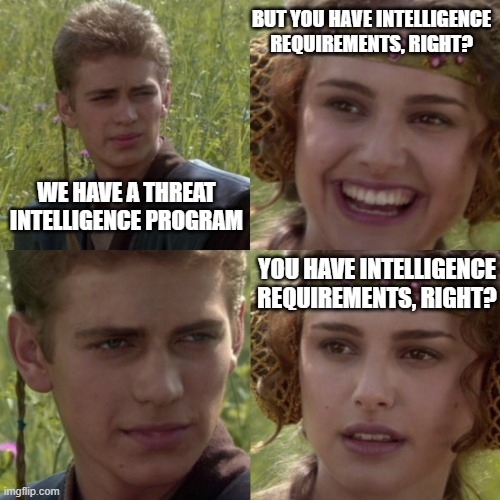 WE HAVE A THREAT
INTELLIGENCE PROGRAM
BUT YOU HAVE INTELLIGENCE
REQUIREMENTS, RIGHT?
YOU HAVE INTELLIGENCE
REQUIREMENTS, RIGHT?
imgflip.com